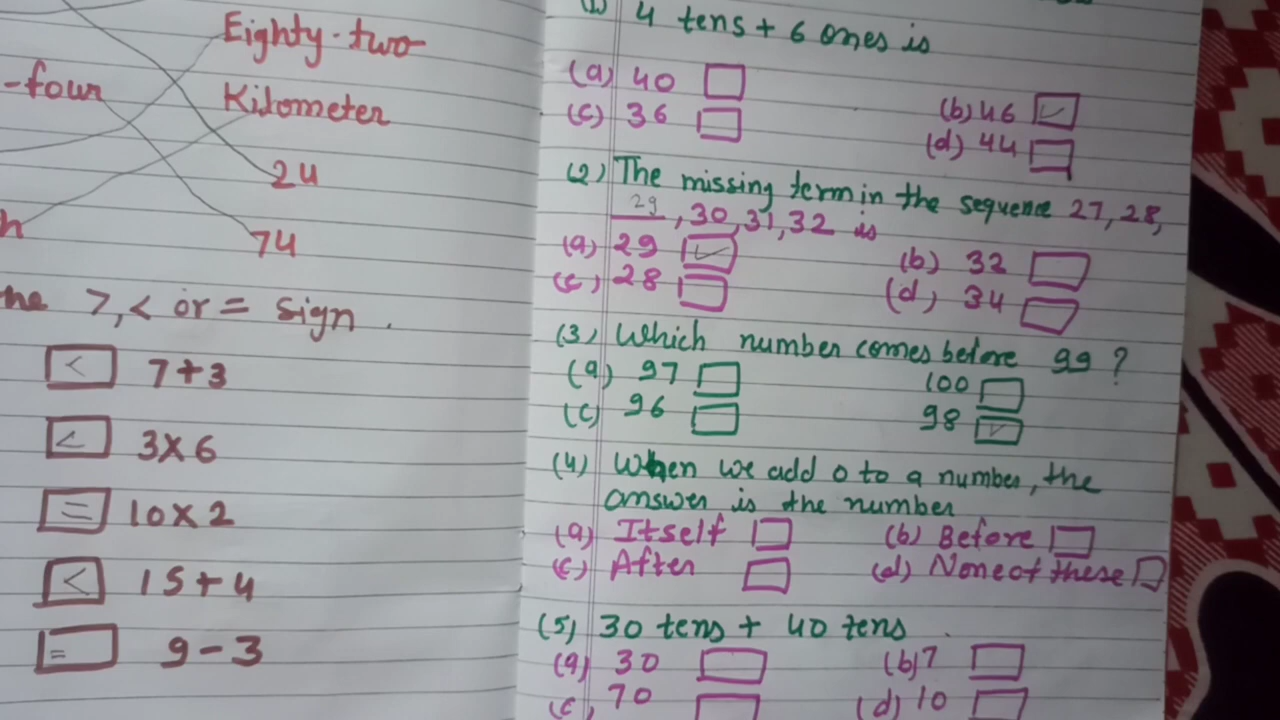 Eighty-two
-four
Kilometer
24
74
the >, < or = sign.
< 7+3
< 3×6
= 10×2
< 15+4
= 9-3
(1) 4 tens + 6 ones is
(a) 40 (b) 46 ✓
(c) 36 (d) 44
(2) The missing term in the sequence 27, 28,
29, 30, 31, 32 is
(a) 29 ✓ (b) 32
(c) 28 (d) 34
(3) Which number comes before 99?
(a) 97 100
(c) 96 98 ✓
(4) When we add 0 to a number, the
answer is the number
(a) Itself (b) Before
(c) After (d) None of these
(5) 30 tens + 40 tens.
(a) 30 (b) 7
(c) 70 (d) 10